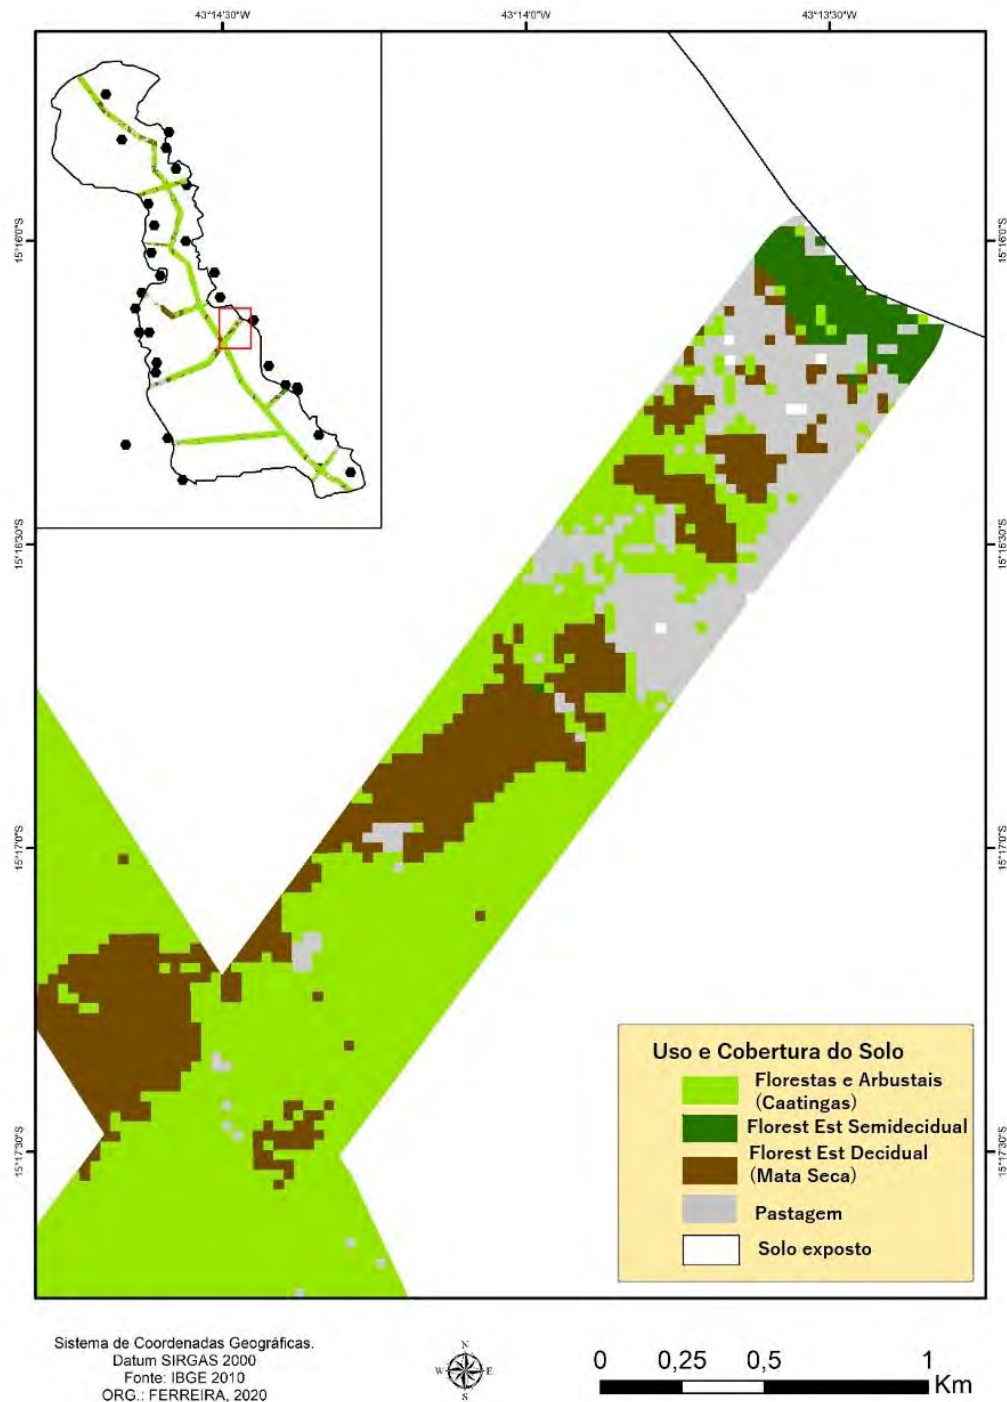 43°14'30"W
43°14'0"W
43°13'30"W
15°16'0"S
15°16'0"S
15°16'30"S
15°16'30"S
15°17'0"S
15°17'0"S
15°17'30"S
15°17'30"S
Uso e Cobertura do Solo
Florestas e Arbustais
(Caatingas)
Florest Est Semidecidual
Florest Est Decidual
(Mata Seca)
Pastagem
Solo exposto
Sistema de Coordenadas Geográficas.
Datum SIRGAS 2000
Fonte: IBGE 2010
ORG.: FERREIRA, 2020
N
W E
S
0 0,25 0,5 1
Km